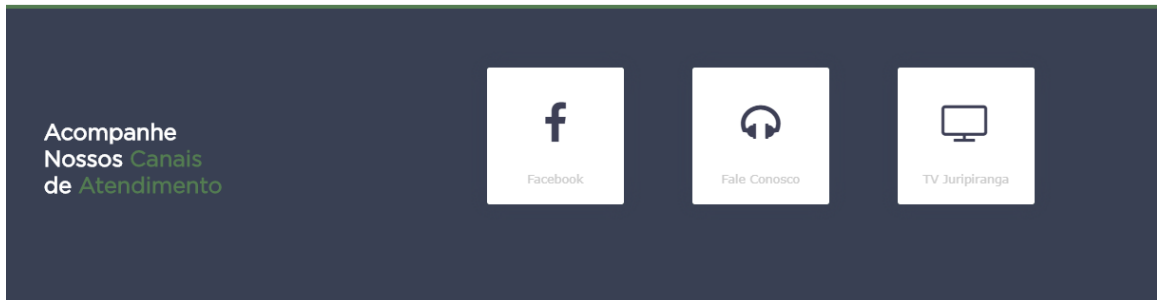 Acompanhe
Nossos Canais
de Atendimento
Facebook
Fale Conosco
TV Juripiranga